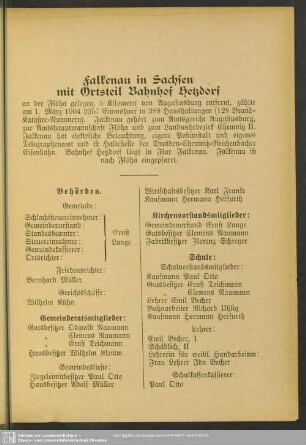 Falkenau in Sachsen
mit Ortsteil Bahnhof Hetzdorf
an der Flöha gelegen, 5 Kilometer von Augustusburg entfernt, zählte
am 1. März 1904 2057 Einwohner in 388 Haushaltungen (128 Brand-
Kataster-Nummern). Falkenau gehört zum Amtsgericht Augustusburg,
zur Amtshauptmannschaft Flöha und zum Landwehrbezirk Chemnitz II.
Falkenau hat elektrische Beleuchtung, eigene Postanstalt und eigenes
Telegraphenamt und ist Haltestelle der Dresden-Chemnitz-Reichenbacher
Eisenbahn. Bahnhof Hetzdorf liegt in Flur Falkenau. Falkenau ist
nach Flöha eingepfarrt.
Behörden.
Gemeinde:
Schlachtsteuereinnehmer
Gemeindevorstand:
Standesbeamter:
Steuereinnehmer:
Gemeindekassierer:
Ortsrichter:
Ernst
Lange
Friedensrichter:
Bernhard Müller
Gerichtsschöffe:
Wilhelm Kühn
Gemeinderatsmitglieder:
Gutsbesitzer Oswald Naumann
" Clemens Naumann
" Ernst Teichmann
Hausbesitzer Wilhelm Klemm
Gemeindeälteste:
Ziegeleibesitzer Paul Otto
Hausbesitzer Adolf Müller
Wirtschaftsbesitzer Karl Franke
Kaufmann Hermann Herfurth
Kirchenvorstandsmitglieder:
Gemeindevorstand Ernst Lange
Gutsbesitzer Clemens Naumann
Fabrikbesitzer Florenz Schreyer
Schule:
Schulvorstandsmitglieder:
Kaufmann Paul Otto
Gutsbesitzer Ernst Teichmann
" Clemens Naumann
Lehrer Emil Becher
Bahnarbeiter Richard Uhlig
Kaufmann Hermann Herfurth
Lehrer:
Emil Becher, I
Schädlich, II
Lehrerin für weibl. Handarbeiten:
Frau Lehrer Ida Becher
Schulkassenkassierer:
Paul Otto